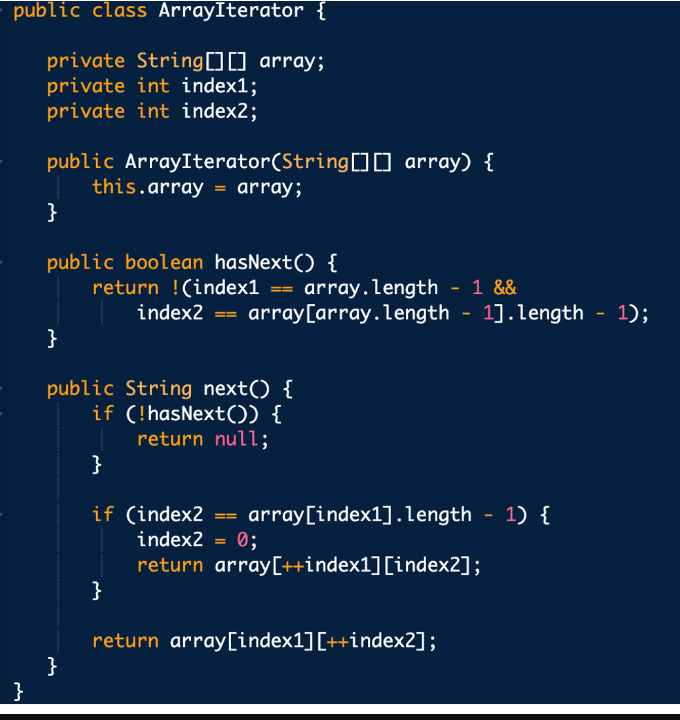 public class ArrayIterator {
private String[][] array;
private int index1;
private int index2;
public ArrayIterator(String[][] array) {
this.array = array;
}
public boolean hasNext() {
return !(index1 == array.length - 1 &&
index2 == array[array.length - 1].length - 1);
}
public String next() {
if (!hasNext()) {
return null;
}
if (index2 == array[index1].length - 1) {
index2 = 0;
return array[++index1][index2];
}
return array[index1][++index2];
}
}